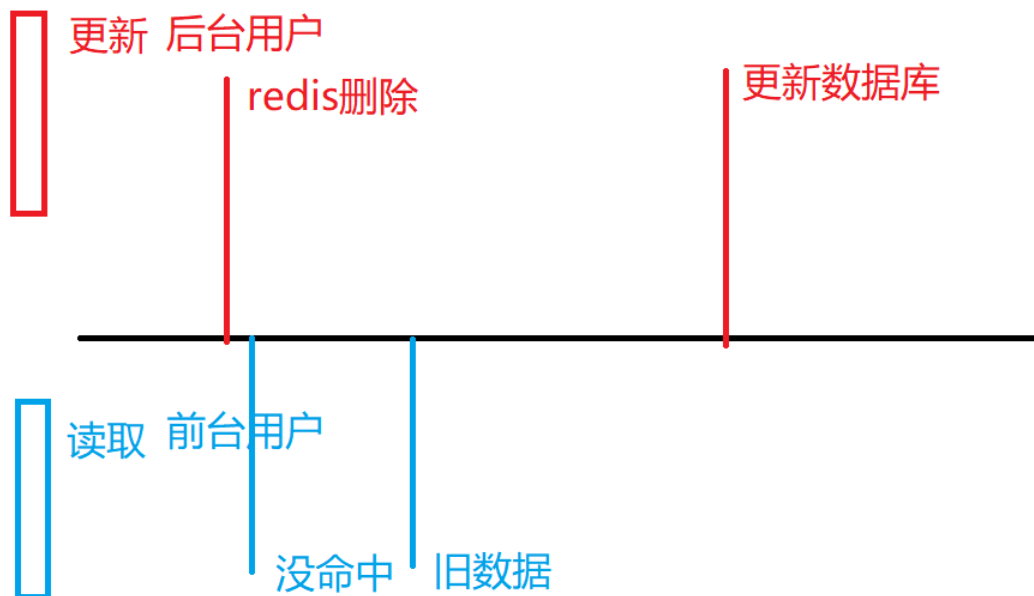 更新 后台用户
redis删除
更新数据库
读取 前台用户
没命中
旧数据